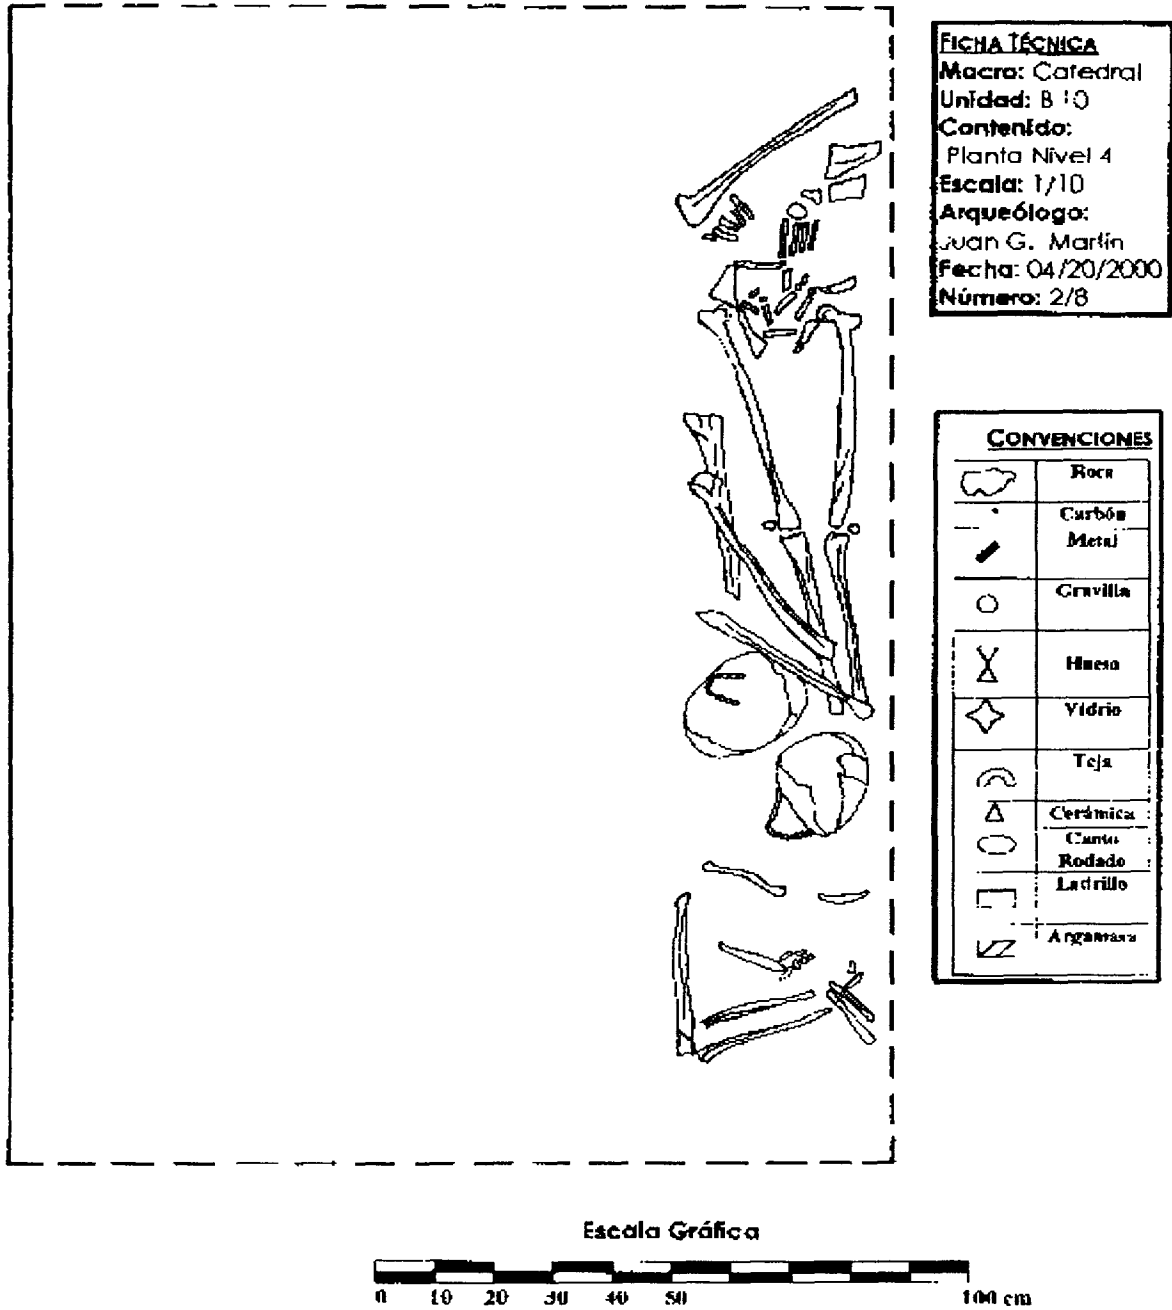 FICHA TÉCNICA
Macro: Catedral
Unidad: B 10
Contenido:
Planta Nivel 4
Escala: 1/10
Arqueólogo:
Juan G. Martín
Fecha: 04/20/2000
Número: 2/8
CONVENCIONES
Roca
Carbón
Metal
Gravilla
Hueso
Vidrio
Teja
Cerámica
Canto
Rodado
Ladrillo
Argamasa
Escala Gráfica
0 10 20 30 40 50 100 cm